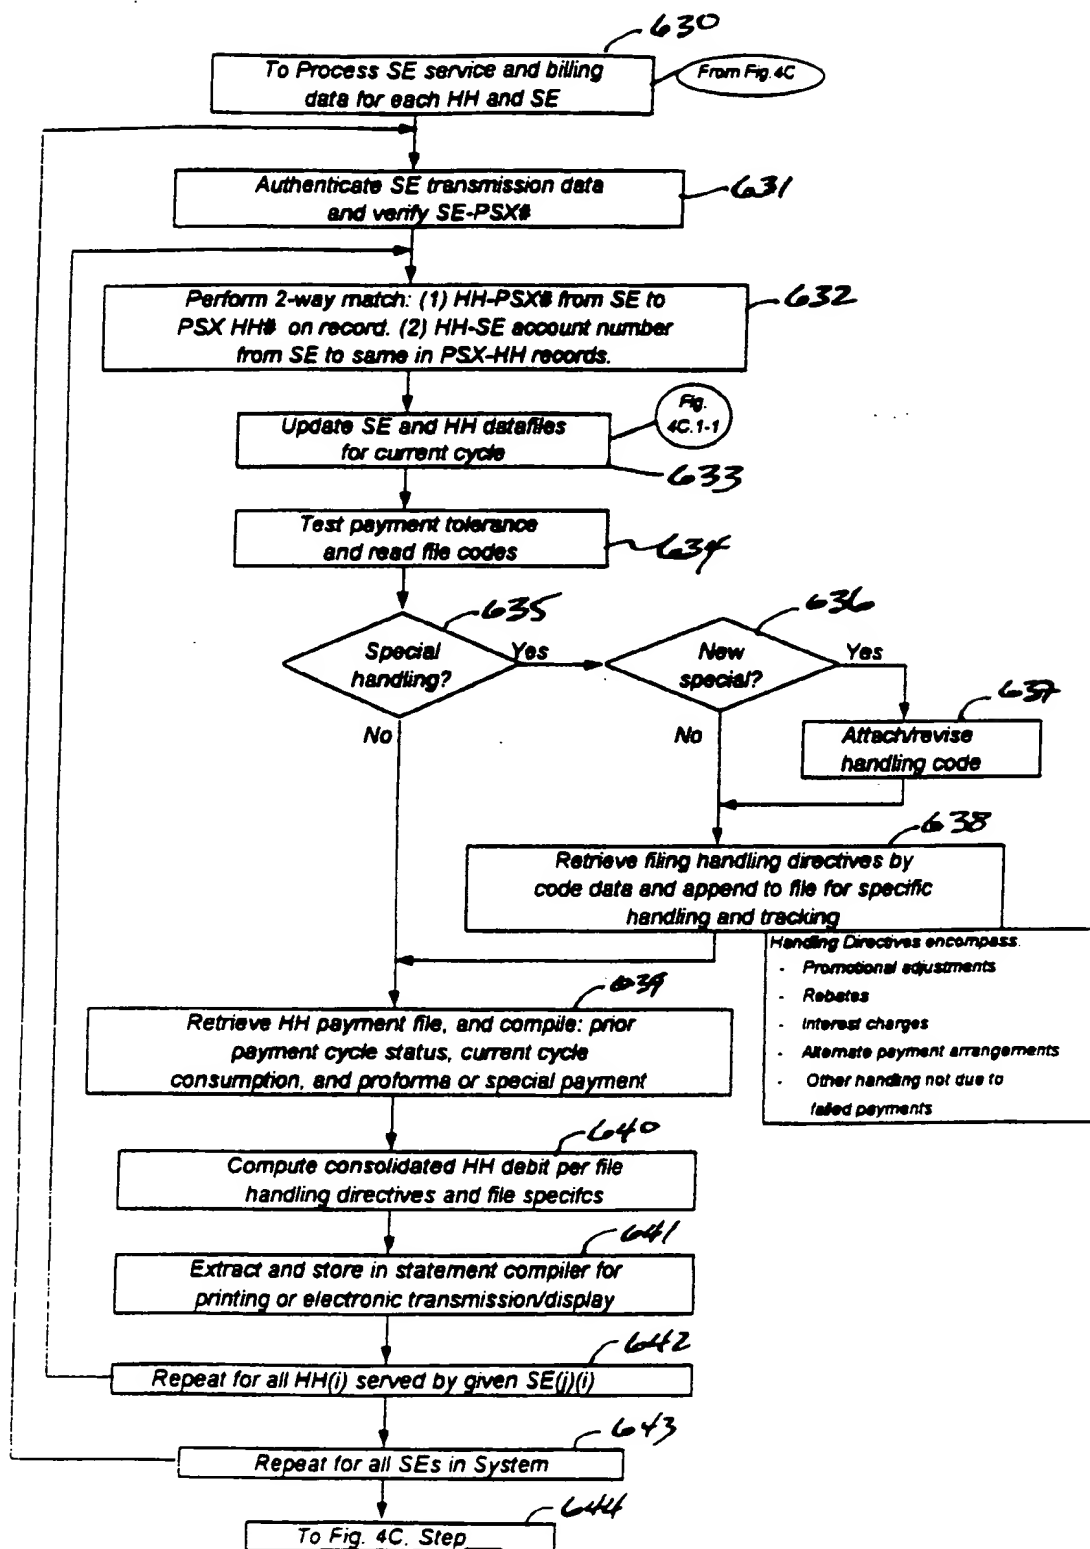 630
To Process SE service and billing
data for each HH and SE
From Fig. 4C
Authenticate SE transmission data
and verify SE-PSX#
631
Perform 2-way match: (1) HH-PSX# from SE to
PSX HH# on record. (2) HH-SE account number
from SE to same in PSX-HH records.
632
Update SE and HH datafiles
for current cycle
Fig.
4C.1-1
633
Test payment tolerance
and read file codes
634
635
Special
handling?
Yes
No
636
New
special?
Yes
No
637
Attach/revise
handling code
638
Retrieve filing handling directives by
code data and append to file for specific
handling and tracking
Handling Directives encompass:
- Promotional adjustments
- Rebates
- Interest charges
- Alternate payment arrangements
- Other handling not due to
failed payments
639
Retrieve HH payment file, and compile: prior
payment cycle status, current cycle
consumption, and proforma or special payment
640
Compute consolidated HH debit per file
handling directives and file specifcs
641
Extract and store in statement compiler for
printing or electronic transmission/display
642
Repeat for all HH(i) served by given SE(j)(i)
643
Repeat for all SEs in System
644
To Fig. 4C. Step